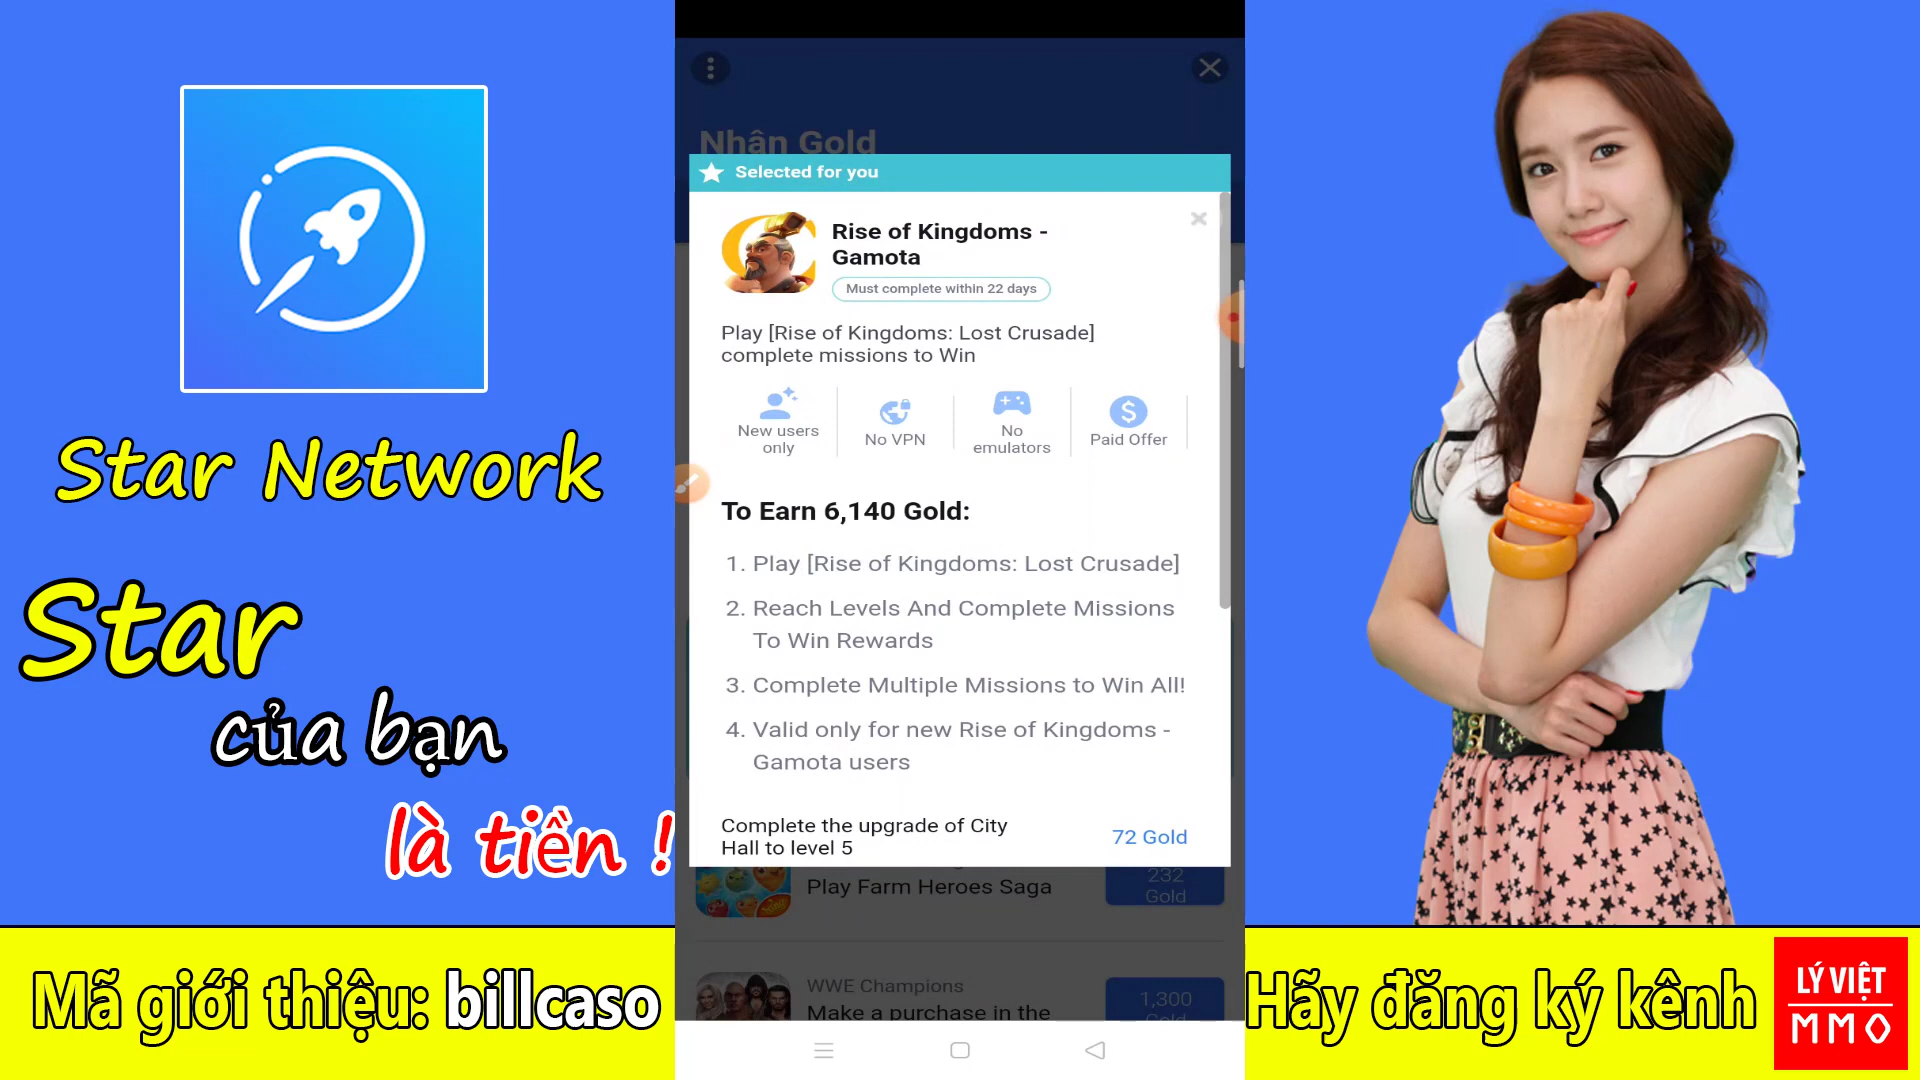 Star Network
Star
của bạn
là tiền !
Mã giới thiệu: billcaso
Nhận Gold
Selected for you
Rise of Kingdoms -
Gamota
Must complete within 22 days
Play [Rise of Kingdoms: Lost Crusade]
complete missions to Win
New users
only
No VPN
No
emulators
Paid Offer
To Earn 6,140 Gold:
1. Play [Rise of Kingdoms: Lost Crusade]
2. Reach Levels And Complete Missions
To Win Rewards
3. Complete Multiple Missions to Win All!
4. Valid only for new Rise of Kingdoms -
Gamota users
Complete the upgrade of City
Hall to level 5
72 Gold
Play Farm Heroes Saga
232
Gold
WWE Champions
Make a purchase in the
1,300
Gold
Hãy đăng ký kênh
LÝ VIỆT
MMO